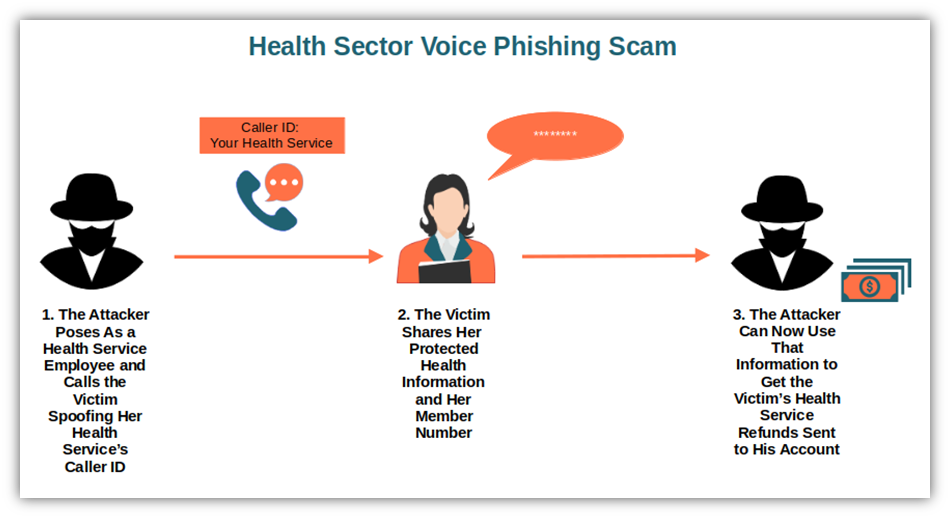 Health Sector Voice Phishing Scam
Caller ID:
Your Health Service
********
1. The Attacker
Poses As a
Health Service
Employee and
Calls the
Victim
Spoofing Her
Health
Service's
Caller ID
2. The Victim
Shares Her
Protected
Health
Information
and Her
Member
Number
3. The Attacker
Can Now Use
That
Information to
Get the
Victim's Health
Service
Refunds Sent
to His Account
$